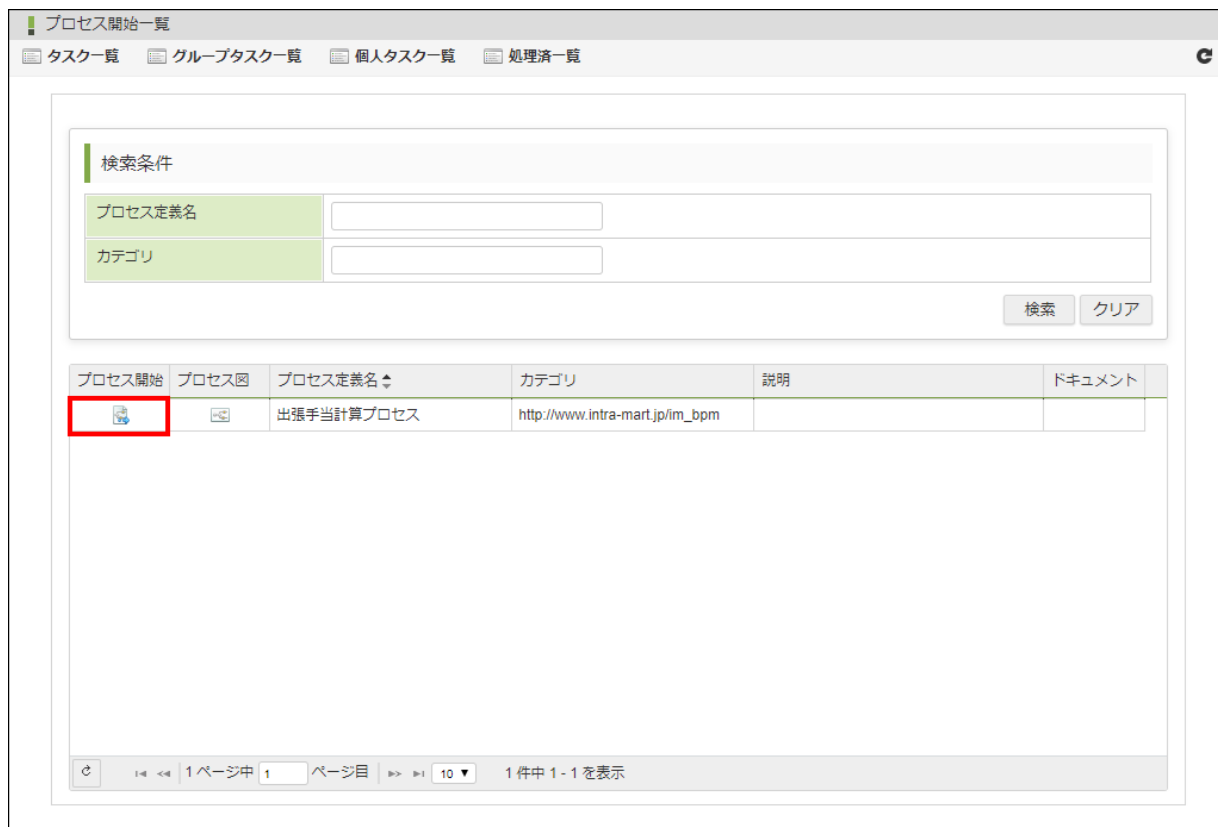 プロセス開始一覧
タスク一覧 グループタスク一覧 個人タスク一覧 処理済一覧
検索条件
プロセス定義名
カテゴリ
検索 クリア
プロセス開始 プロセス図 プロセス定義名 カテゴリ 説明 ドキュメント
出張手当計算プロセス http://www.intra-mart.jp/im_bpm
1 ページ中 1 ページ目 10 1 件中 1 - 1 を表示